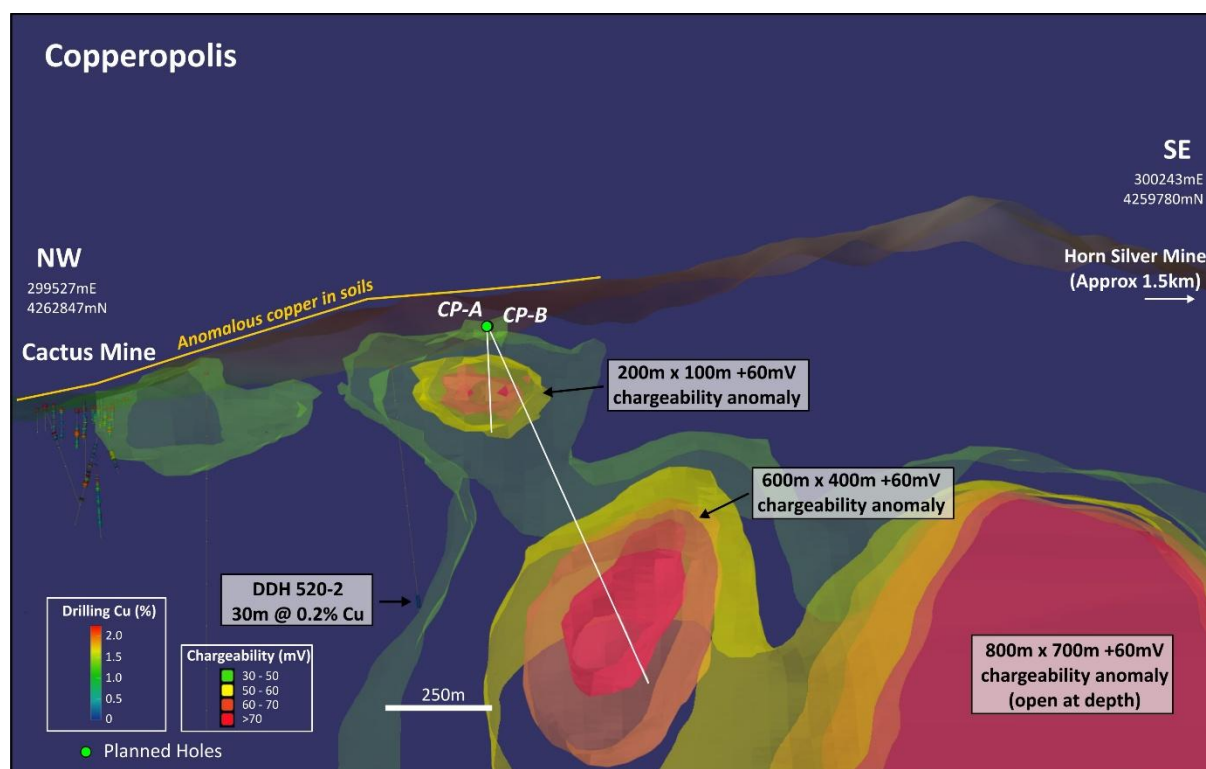 Copperopolis
SE
300243mE
4259780mN
NW
299527mE
4262847mN
Horn Silver Mine
(Approx 1.5km)
Anomalous copper in soils
CP-A
CP-B
Cactus Mine
200m x 100m +60mV
chargeability anomaly
600m x 400m +60mV
chargeability anomaly
DDH 520-2
30m @ 0.2% Cu
800m x 700m +60mV
chargeability anomaly
(open at depth)
Drilling Cu (%)
2.0
1.5
1.0
0.5
0
Chargeability (mV)
30 - 50
50 - 60
60 - 70
>70
250m
Planned Holes